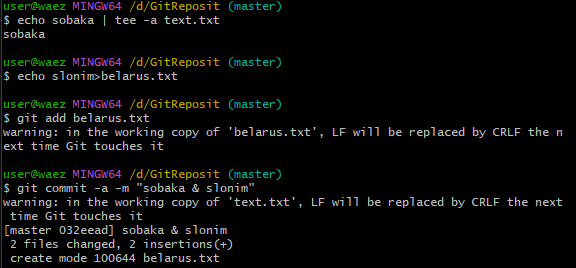 user@waez MINGW64 /d/GitReposit (master)
$ echo sobaka | tee -a text.txt
sobaka

user@waez MINGW64 /d/GitReposit (master)
$ echo slonim>belarus.txt

user@waez MINGW64 /d/GitReposit (master)
$ git add belarus.txt
warning: in the working copy of 'belarus.txt', LF will be replaced by CRLF the n
ext time Git touches it

user@waez MINGW64 /d/GitReposit (master)
$ git commit -a -m "sobaka & slonim"
warning: in the working copy of 'text.txt', LF will be replaced by CRLF the next
 time Git touches it
[master 032eead] sobaka & slonim
 2 files changed, 2 insertions(+)
 create mode 100644 belarus.txt